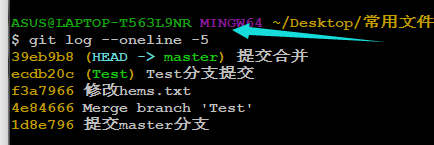 ASUS@LAPTOP-T563L9NR MINGW64 ~/Desktop/常用文件
$ git log --oneline -5
39eb9b8 (HEAD -> master) 提交合并
ecdb20c (Test) Test分支提交
f3a7966 修改hems.txt
4e84666 Merge branch 'Test'
1d8e796 提交master分支